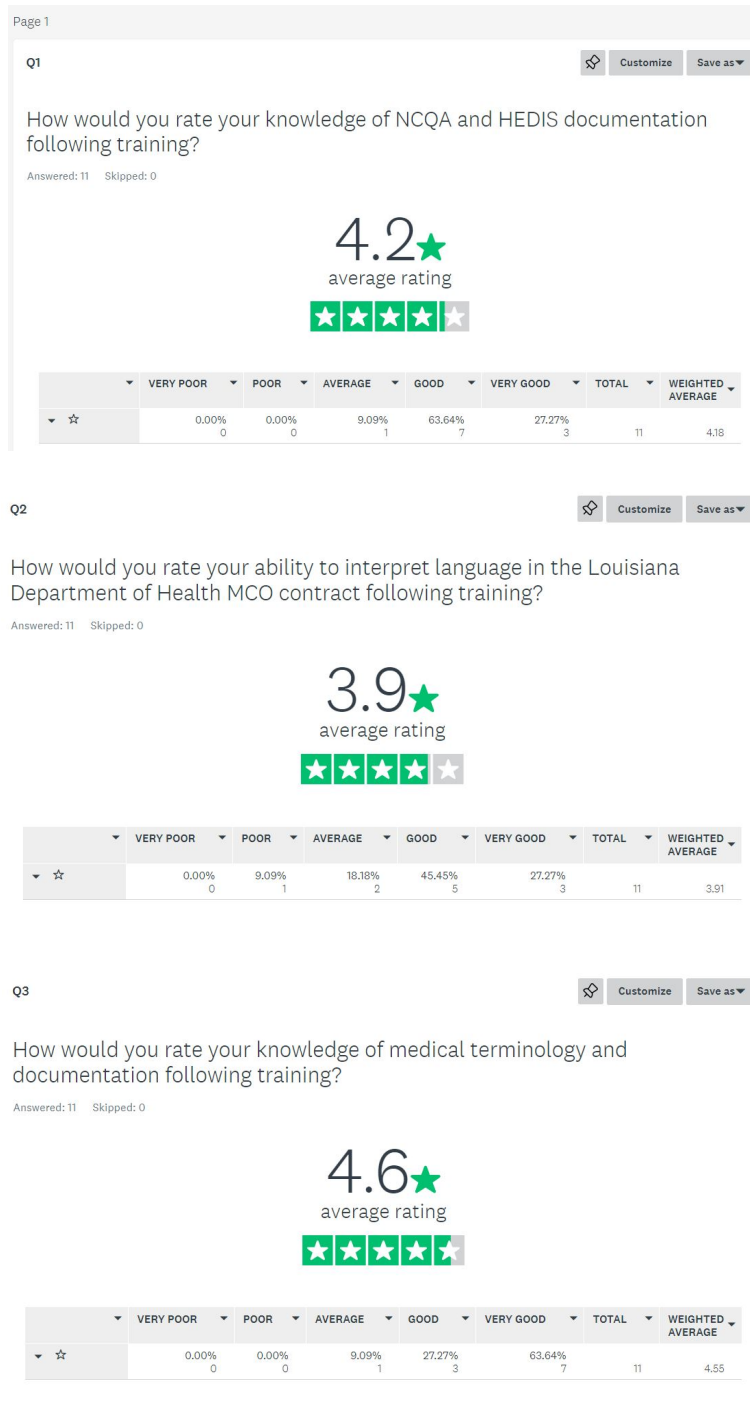 Page 1
Q1
Customize
Save as
How would you rate your knowledge of NCQA and HEDIS documentation
following training?
Answered: 11 Skipped: 0
4.2
average rating
VERY POOR POOR AVERAGE GOOD VERY GOOD TOTAL WEIGHTED
AVERAGE
0.00% 0.00% 9.09% 63.64% 27.27%
0 0 1 7 3 11 4.18
Q2
Customize
Save as
How would you rate your ability to interpret language in the Louisiana
Department of Health MCO contract following training?
Answered: 11 Skipped: 0
3.9
average rating
VERY POOR POOR AVERAGE GOOD VERY GOOD TOTAL WEIGHTED
AVERAGE
0.00% 9.09% 18.18% 45.45% 27.27%
0 1 2 5 3 11 3.91
Q3
Customize
Save as
How would you rate your knowledge of medical terminology and
documentation following training?
Answered: 11 Skipped: 0
4.6
average rating
VERY POOR POOR AVERAGE GOOD VERY GOOD TOTAL WEIGHTED
AVERAGE
0.00% 0.00% 9.09% 27.27% 63.64%
0 0 1 3 7 11 4.55